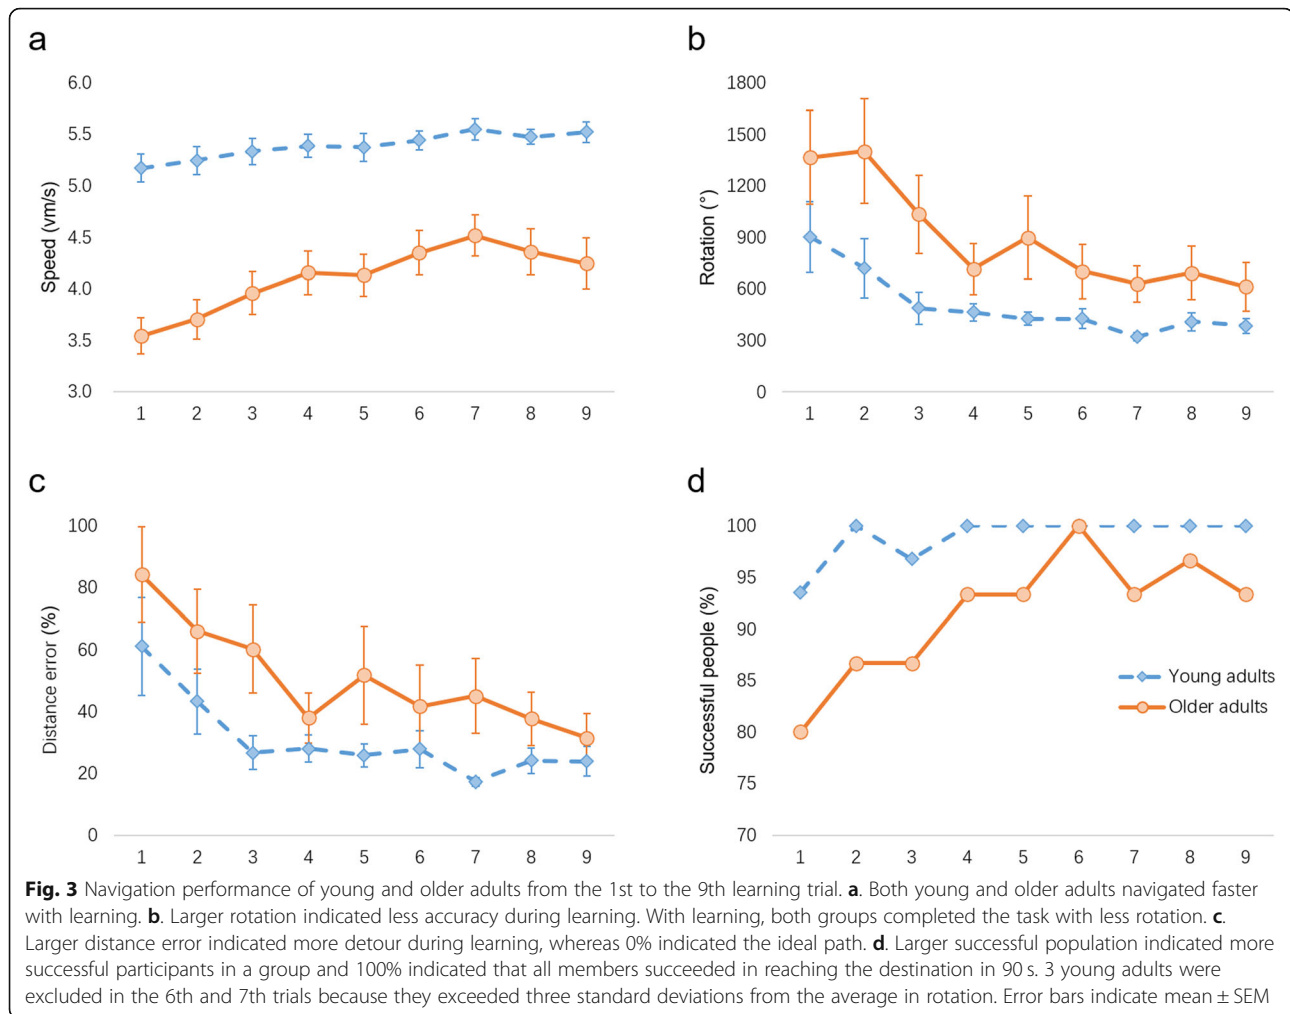 a
6.0
5.5
5.0
4.5
4.0
3.5
3.0
Speed (vm/s)
1 2 3 4 5 6 7 8 9
b
1800
1500
1200
900
600
300
0
Rotation (°)
1 2 3 4 5 6 7 8 9
c
100
80
60
40
20
0
Distance error (%)
1 2 3 4 5 6 7 8 9
d
100
95
90
85
80
75
70
Successful people (%)
Young adults
Older adults
1 2 3 4 5 6 7 8 9
Fig. 3 Navigation performance of young and older adults from the 1st to the 9th learning trial. a. Both young and older adults navigated faster
with learning. b. Larger rotation indicated less accuracy during learning. With learning, both groups completed the task with less rotation. c.
Larger distance error indicated more detour during learning, whereas 0% indicated the ideal path. d. Larger successful population indicated more
successful participants in a group and 100% indicated that all members succeeded in reaching the destination in 90 s. 3 young adults were
excluded in the 6th and 7th trials because they exceeded three standard deviations from the average in rotation. Error bars indicate mean ± SEM